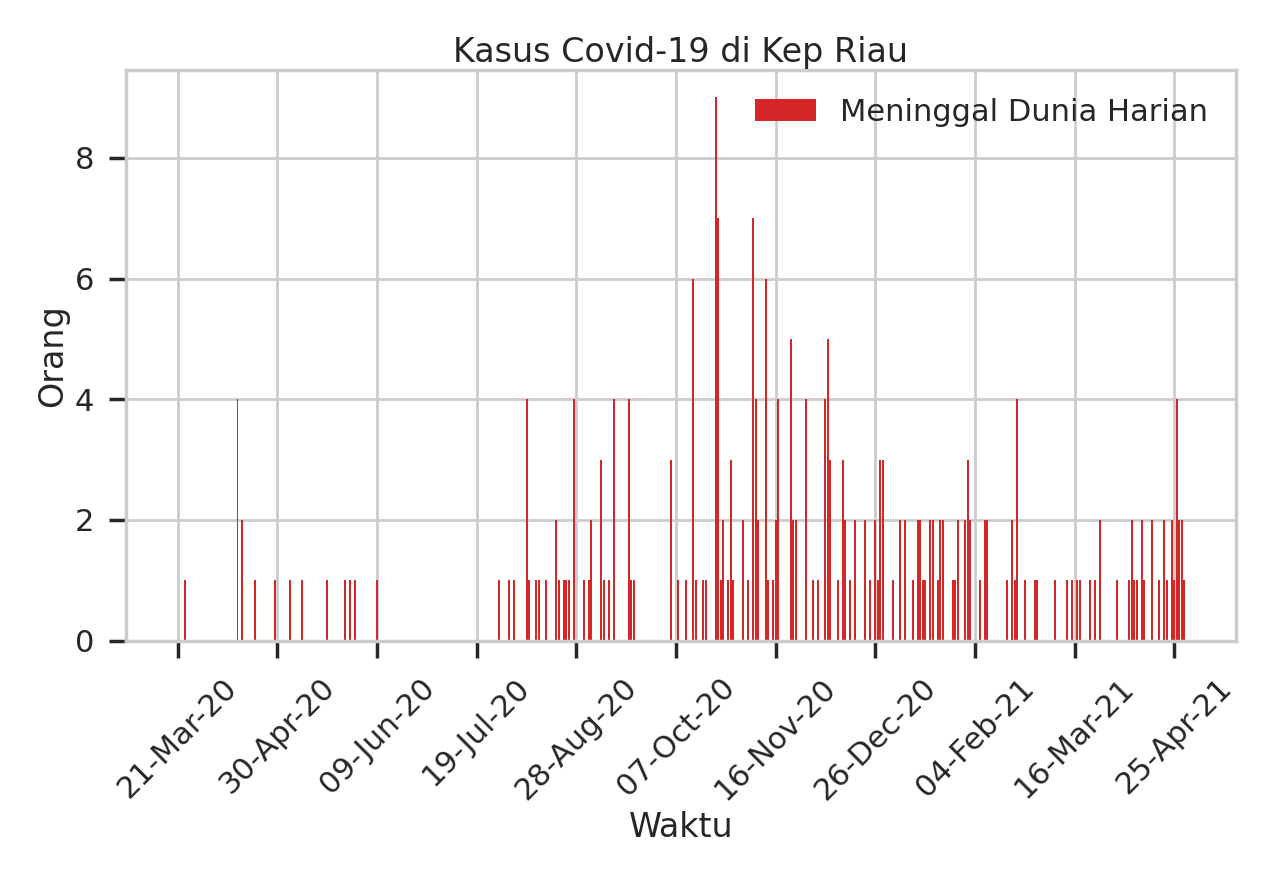 Kasus Covid-19 di Kep Riau
Meninggal Dunia Harian
Orang
8
6
4
2
0
21-Mar-20
30-Apr-20
09-Jun-20
19-Jul-20
28-Aug-20
07-Oct-20
16-Nov-20
26-Dec-20
04-Feb-21
16-Mar-21
25-Apr-21
Waktu